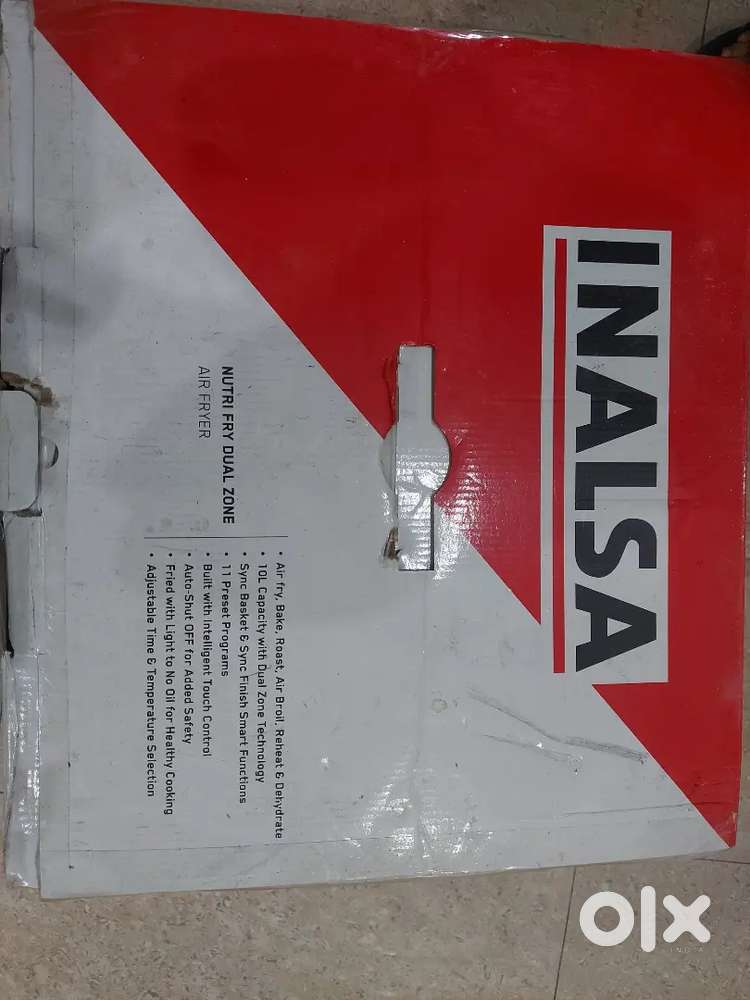 INALSA
NUTRI FRY DUAL ZONE
AIR FRYER
• Air fry, Bake, Roast, Air Broil, Reheat & Dehydrate
• 10L Capacity with Dual Zone Technology
• Sync Basket & Sync Finish Smart Functions
• 11 Preset Programs
• Built with Intelligent Touch Control
• Auto-Shut OFF for Added Safety
• Fried with Light to No Oil for Healthy Cooking
• Adjustable Time & Temperature Selection
olx
INDIA